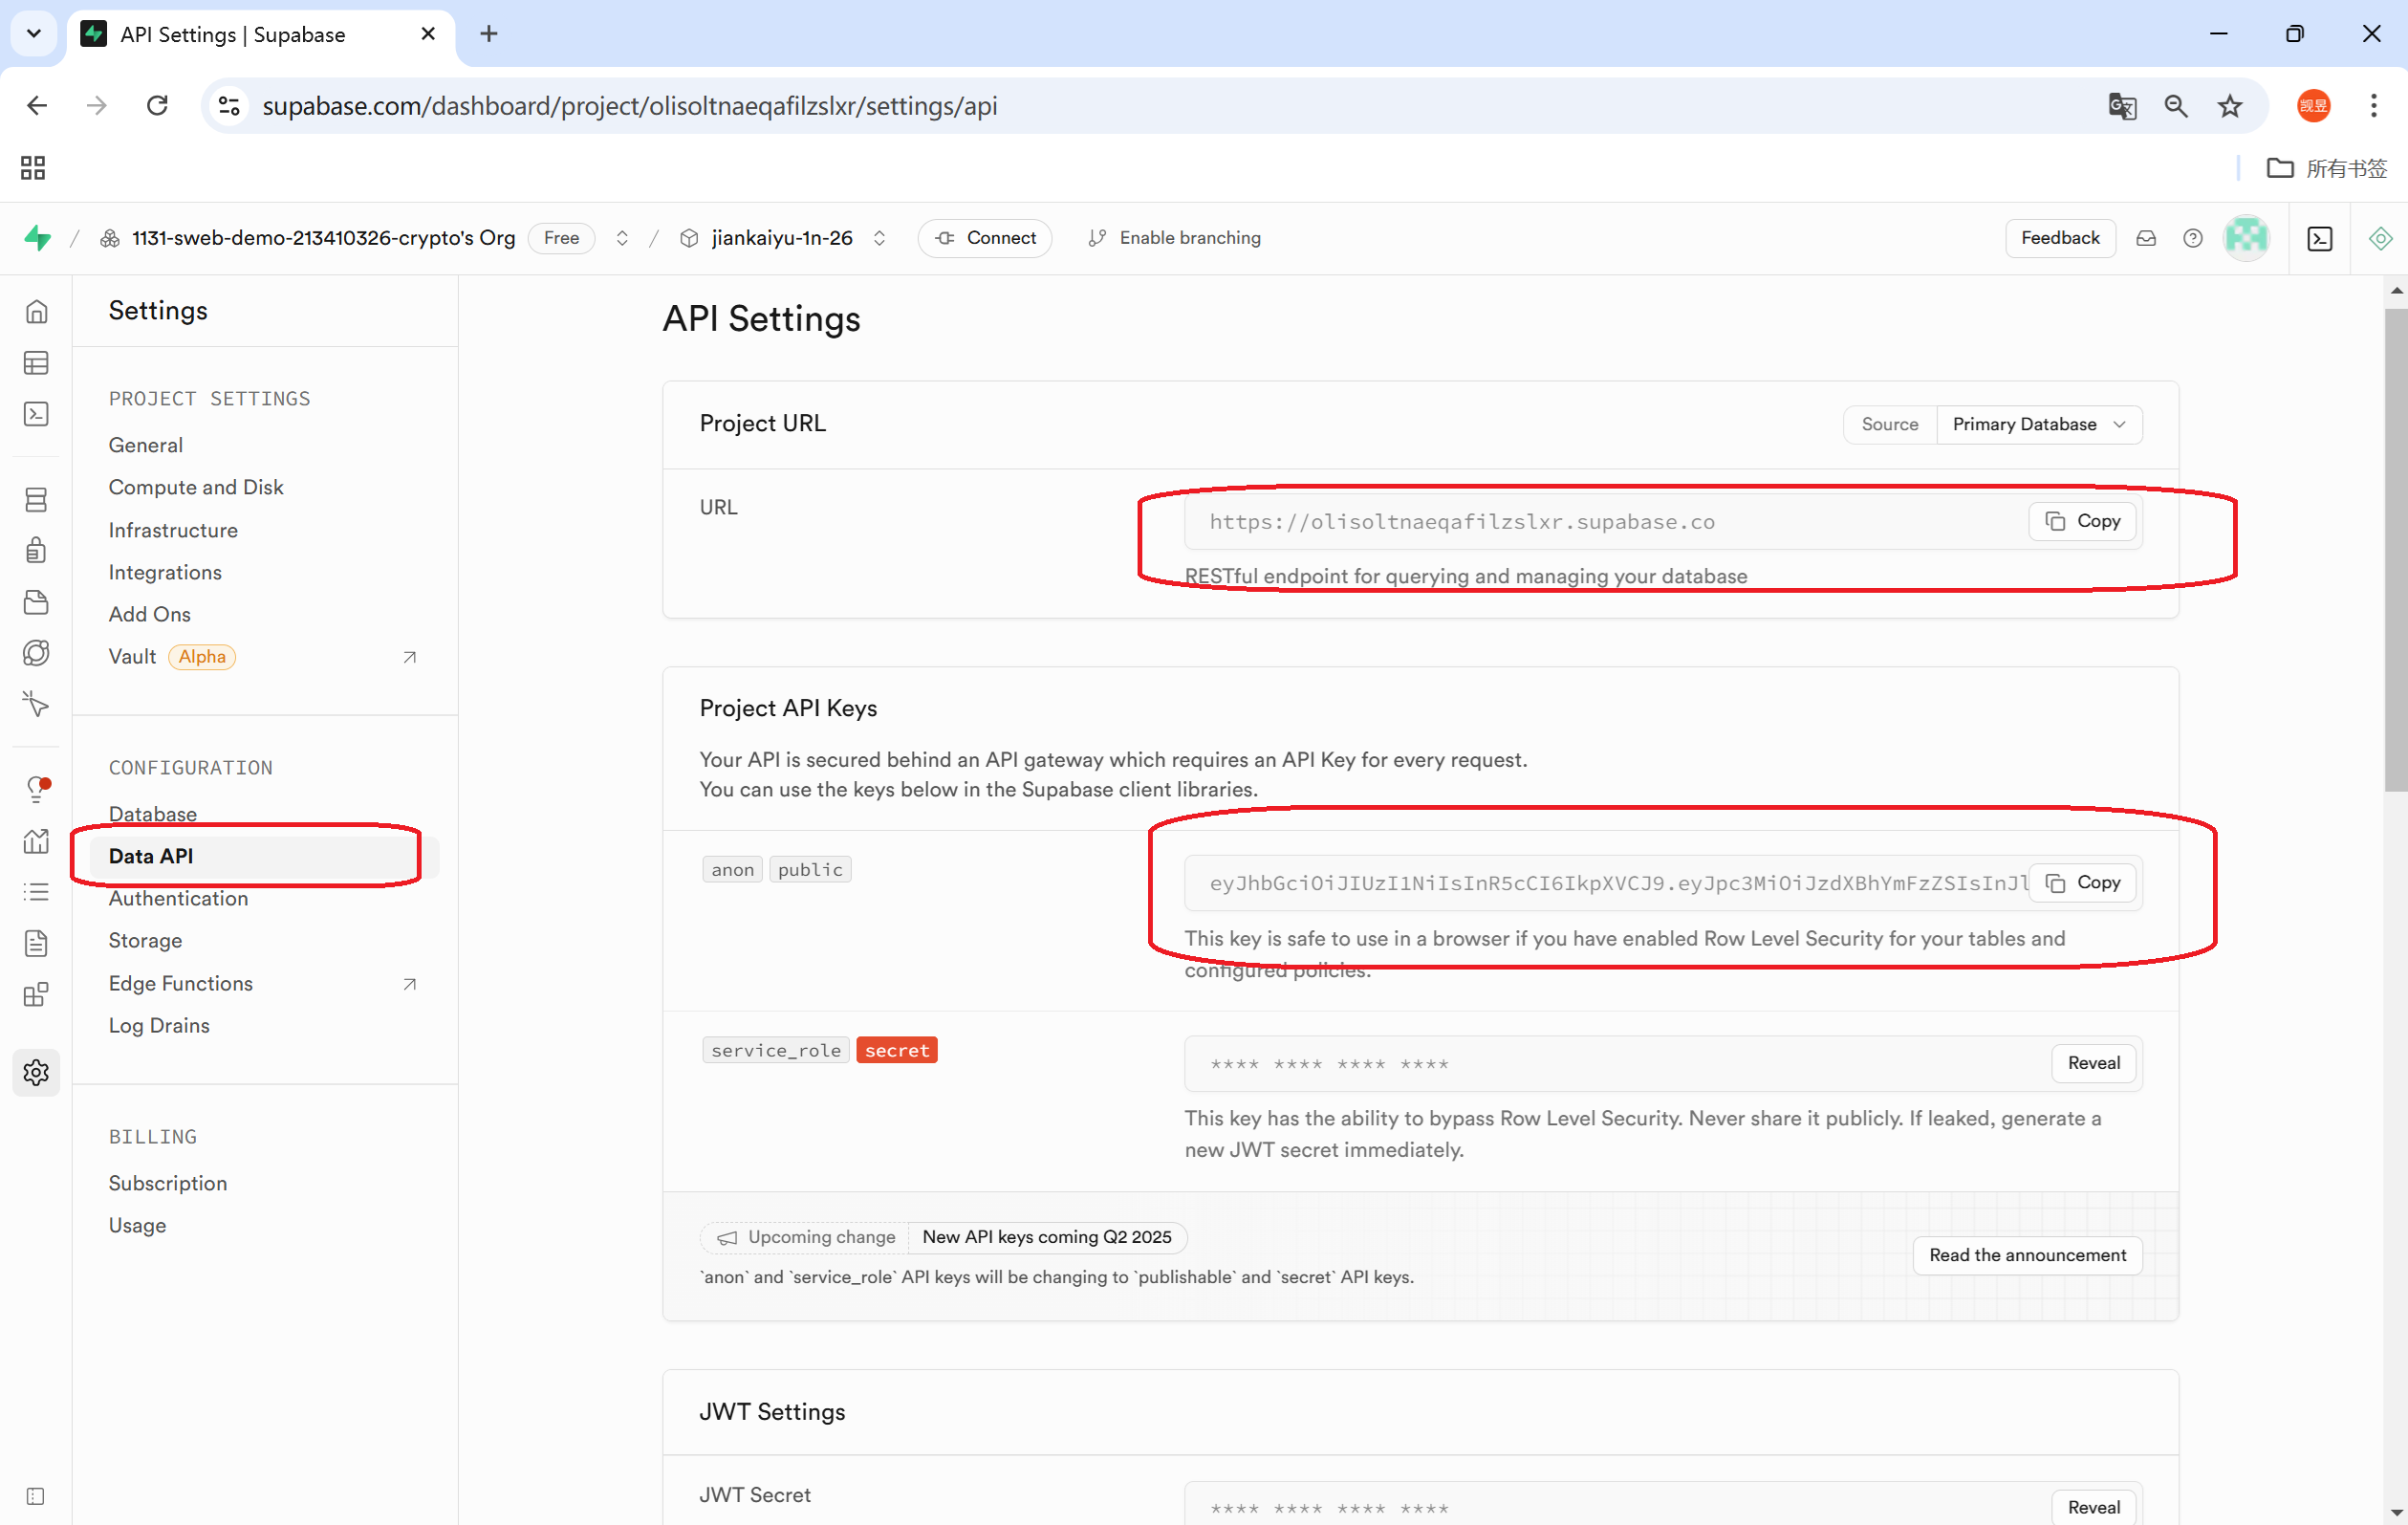 API Settings | Supabase
supabase.com/dashboard/project/olisoltnaeqafilzslxr/settings/api
觊昱
所有书签
/ 1131-sweb-demo-213410326-crypto's Org Free / jiankaiyu-1n-26 Connect Enable branching Feedback
Settings
PROJECT SETTINGS
General
Compute and Disk
Infrastructure
Integrations
Add Ons
Vault Alpha
CONFIGURATION
Database
Data API
Authentication
Storage
Edge Functions
Log Drains
BILLING
Subscription
Usage
API Settings
Project URL
Source Primary Database
URL
https://olisoltnaeqafilzslxr.supabase.co Copy
RESTful endpoint for querying and managing your database
Project API Keys
Your API is secured behind an API gateway which requires an API Key for every request.
You can use the keys below in the Supabase client libraries.
anon public
eyJhbGciOiJIUzI1NiIsInR5cCI6IkpXVCJ9.eyJpc3MiOiJzdXBhYmFzZSIsInJl Copy
This key is safe to use in a browser if you have enabled Row Level Security for your tables and
configured policies.
service_role secret
**** **** **** **** Reveal
This key has the ability to bypass Row Level Security. Never share it publicly. If leaked, generate a
new JWT secret immediately.
Upcoming change New API keys coming Q2 2025
`anon` and `service_role` API keys will be changing to `publishable` and `secret` API keys.
Read the announcement
JWT Settings
JWT Secret
**** **** **** **** Reveal